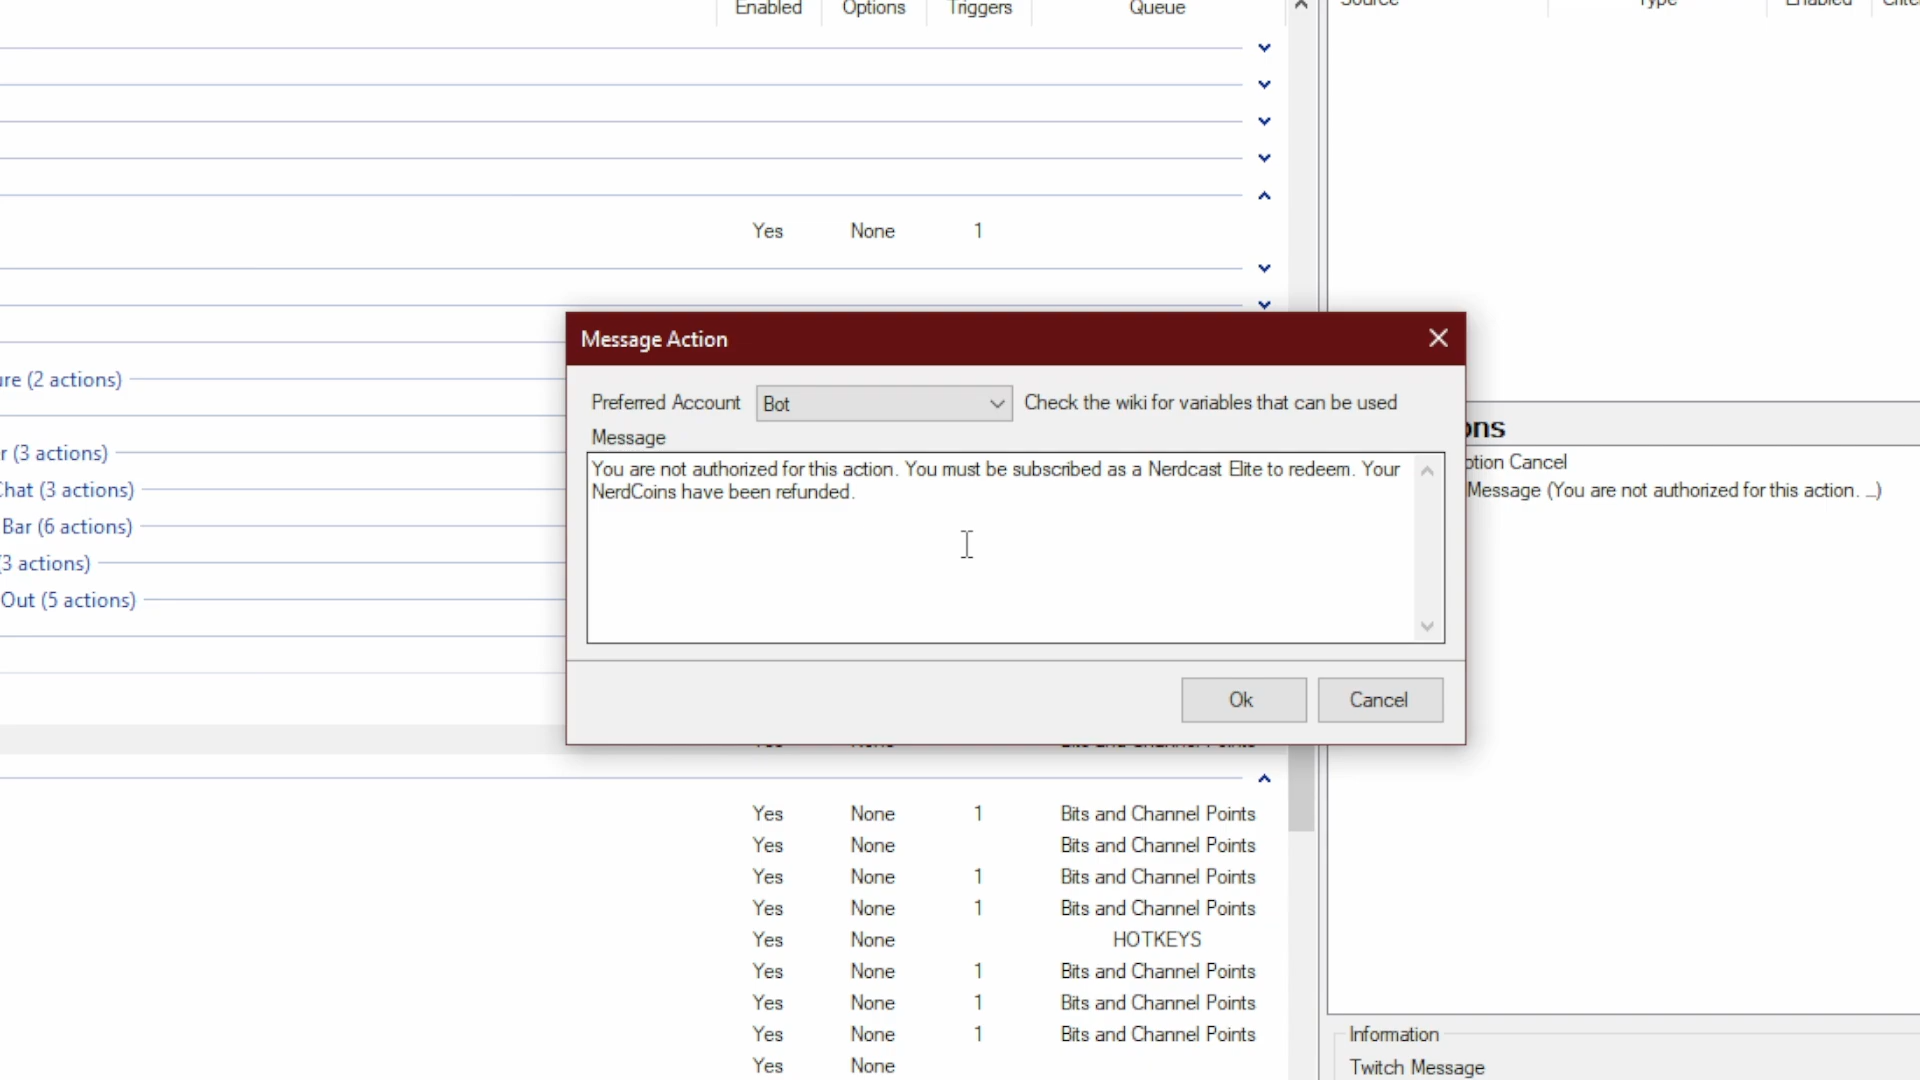 Enabled Options Triggers Queue
Source Type Enabled
Yes None 1
Message Action
Preferred Account Bot Check the wiki for variables that can be used
Message
You are not authorized for this action. You must be subscribed as a Nerdcast Elite to redeem. Your
NerdCoins have been refunded.
Ok Cancel
ure (2 actions)
r (3 actions)
Chat (3 actions)
Bar (6 actions)
(3 actions)
Out (5 actions)
ons
ption Cancel
Message (You are not authorized for this action. ...)
Yes None 1 Bits and Channel Points
Yes None Bits and Channel Points
Yes None 1 Bits and Channel Points
Yes None 1 Bits and Channel Points
Yes None HOTKEYS
Yes None 1 Bits and Channel Points
Yes None 1 Bits and Channel Points
Yes None 1 Bits and Channel Points
Yes None
Information
Twitch Message